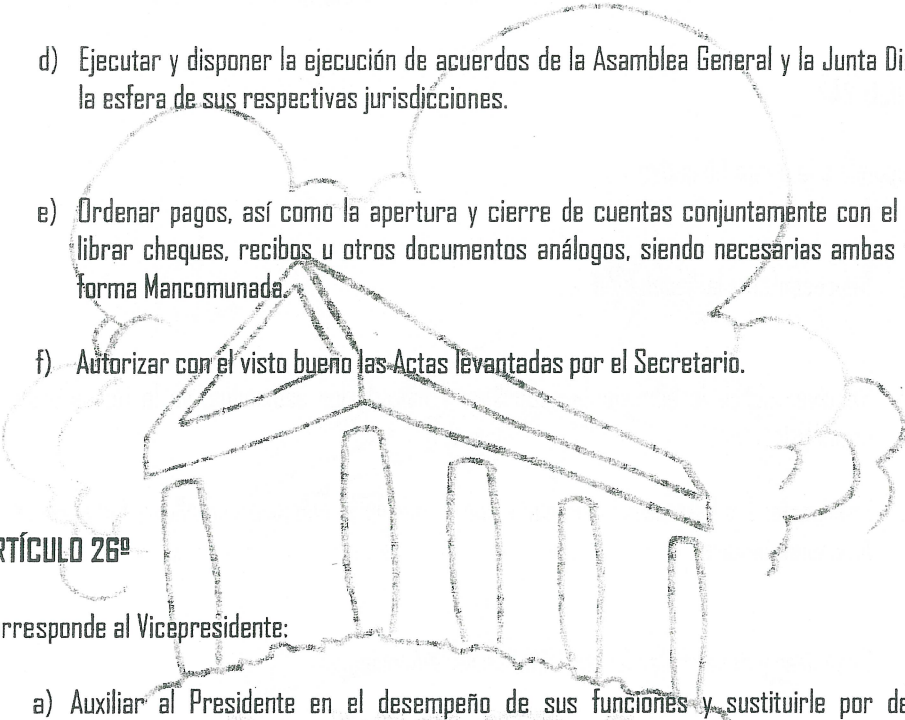 d) Ejecutar y disponer la ejecución de acuerdos de la Asamblea General y la Junta Di
la esfera de sus respectivas jurisdicciones.
e) Ordenar pagos, así como la apertura y cierre de cuentas conjuntamente con el
librar cheques, recibos u otros documentos análogos, siendo necesarias ambas
forma Mancomunada.
f) Autorizar con el visto bueno las Actas levantadas por el Secretario.
RTÍCULO 26º
rresponde al Vicepresidente:
a) Auxiliar al Presidente en el desempeño de sus funciones y sustituirle por de